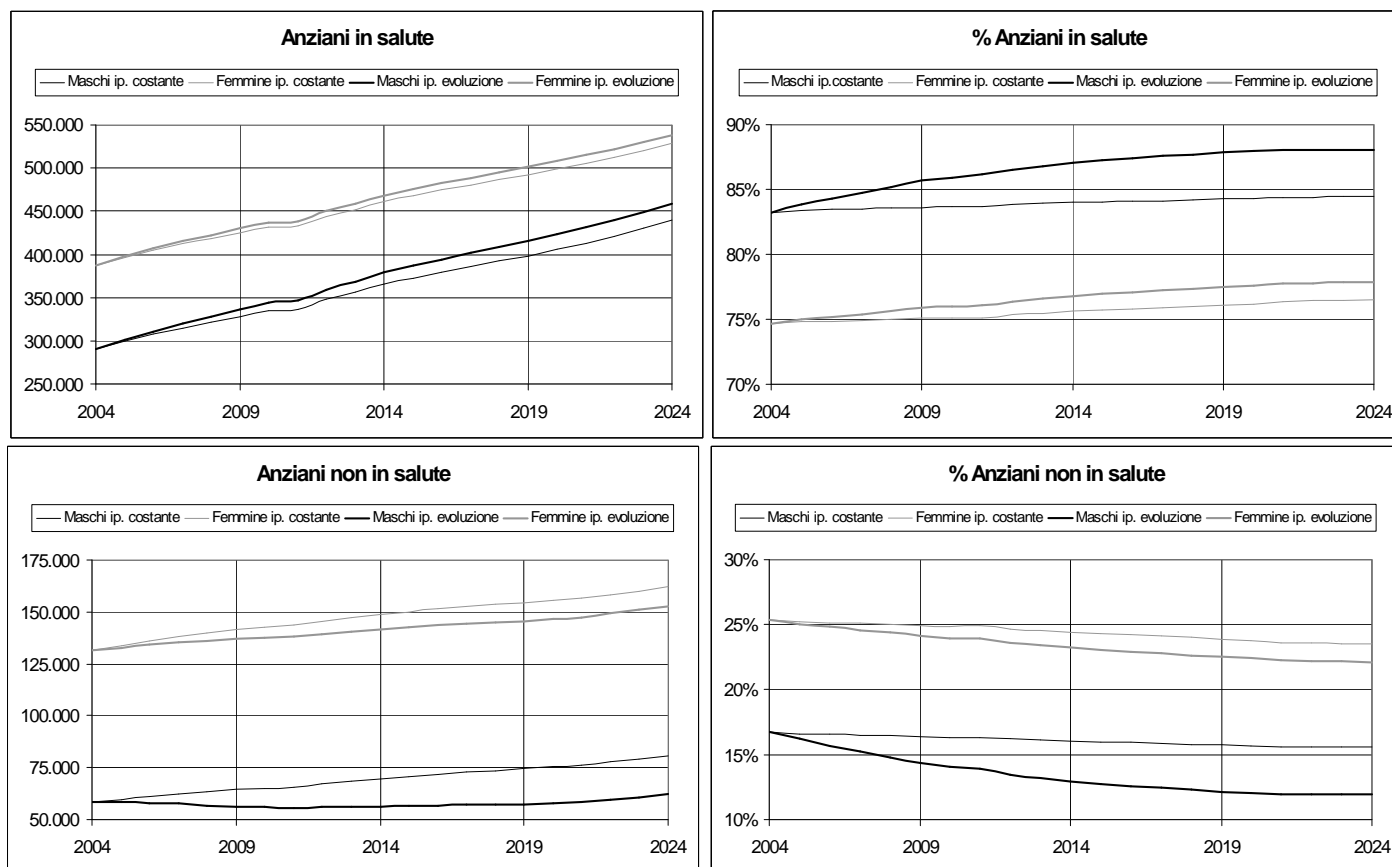 Anziani in salute
Maschi ip. costante Femmine ip. costante Maschi ip. evoluzione Femmine ip. evoluzione
550.000
500.000
450.000
400.000
350.000
300.000
250.000
2004 2009 2014 2019 2024
% Anziani in salute
Maschi ip.costante Femmine ip. costante Maschi ip. evoluzione Femmine ip. evoluzione
90%
85%
80%
75%
70%
2004 2009 2014 2019 2024
Anziani non in salute
Maschi ip. costante Femmine ip. costante Maschi ip. evoluzione Femmine ip. evoluzione
175.000
150.000
125.000
100.000
75.000
50.000
2004 2009 2014 2019 2024
% Anziani non in salute
Maschi ip. costante Femmine ip. costante Maschi ip. evoluzione Femmine ip. evoluzione
30%
25%
20%
15%
10%
2004 2009 2014 2019 2024